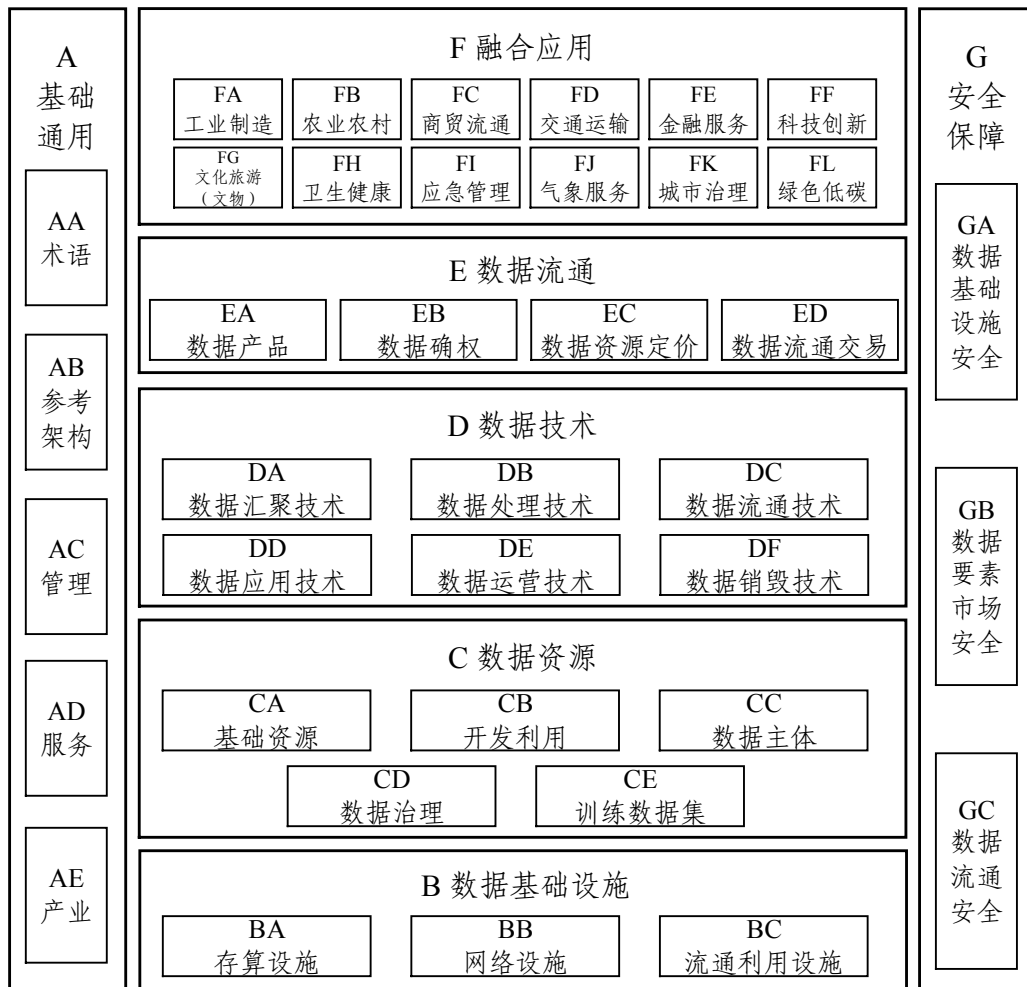 A
基础
通用
AA
术语
AB
参考
架构
AC
管理
AD
服务
AE
产业
F 融合应用
FA
工业制造
FB
农业农村
FC
商贸流通
FD
交通运输
FE
金融服务
FF
科技创新
FG
文化旅游
(文物)
FH
卫生健康
FI
应急管理
FJ
气象服务
FK
城市治理
FL
绿色低碳
E 数据流通
EA
数据产品
EB
数据确权
EC
数据资源定价
ED
数据流通交易
D 数据技术
DA
数据汇聚技术
DB
数据处理技术
DC
数据流通技术
DD
数据应用技术
DE
数据运营技术
DF
数据销毁技术
C 数据资源
CA
基础资源
CB
开发利用
CC
数据主体
CD
数据治理
CE
训练数据集
B 数据基础设施
BA
存算设施
BB
网络设施
BC
流通利用设施
G
安全
保障
GA
数据
基础
设施
安全
GB
数据
要素
市场
安全
GC
数据
流通
安全